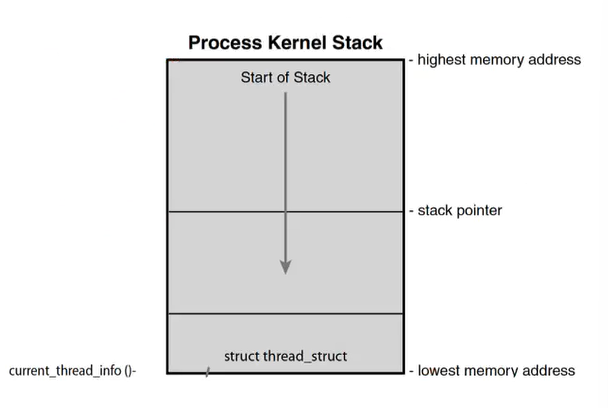 Process Kernel Stack
- highest memory address
Start of Stack
- stack pointer
struct thread_struct
current_thread_info ()-
- lowest memory address